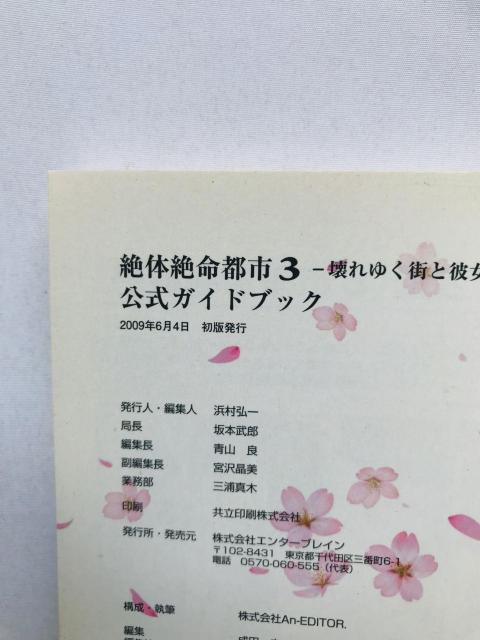 絶体絶命都市3 −壊れゆく街と彼女
公式ガイドブック
2009年6月4日 初版発行
発行人・編集人 浜村弘一
局長 坂本武郎
編集長 青山 良
副編集長 宮沢晶美
業務部 三浦真木
印刷 共立印刷株式会社
発行所・発売元 株式会社エンターブレイン
〒102-8431 東京都千代田区三番町6-1
電話 0570-060-555（代表）
構成・執筆 株式会社An-EDITOR.
編集